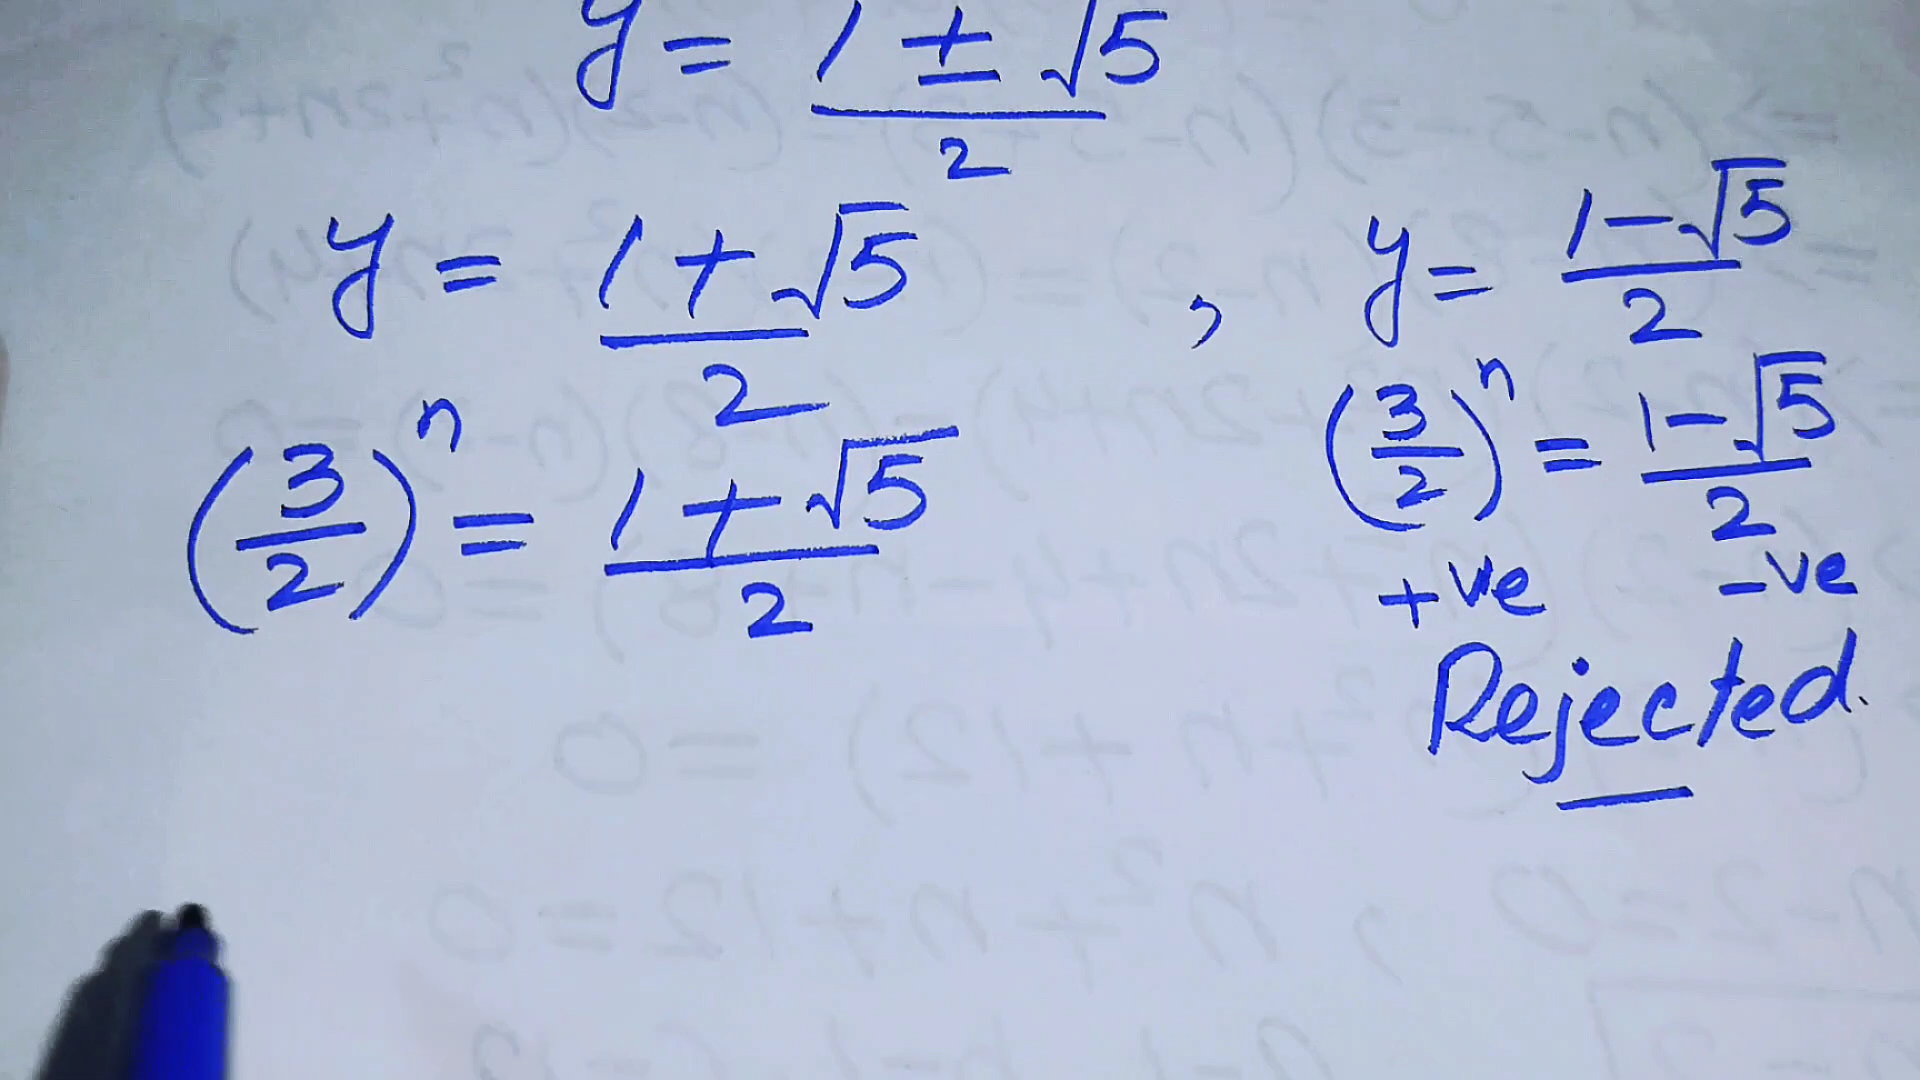 y = (1 ± √5)/2
y = (1 + √5)/2 , y = (1 - √5)/2
(3/2)^n = (1 + √5)/2 (3/2)^n = (1 - √5)/2
+ve -ve
Rejected.